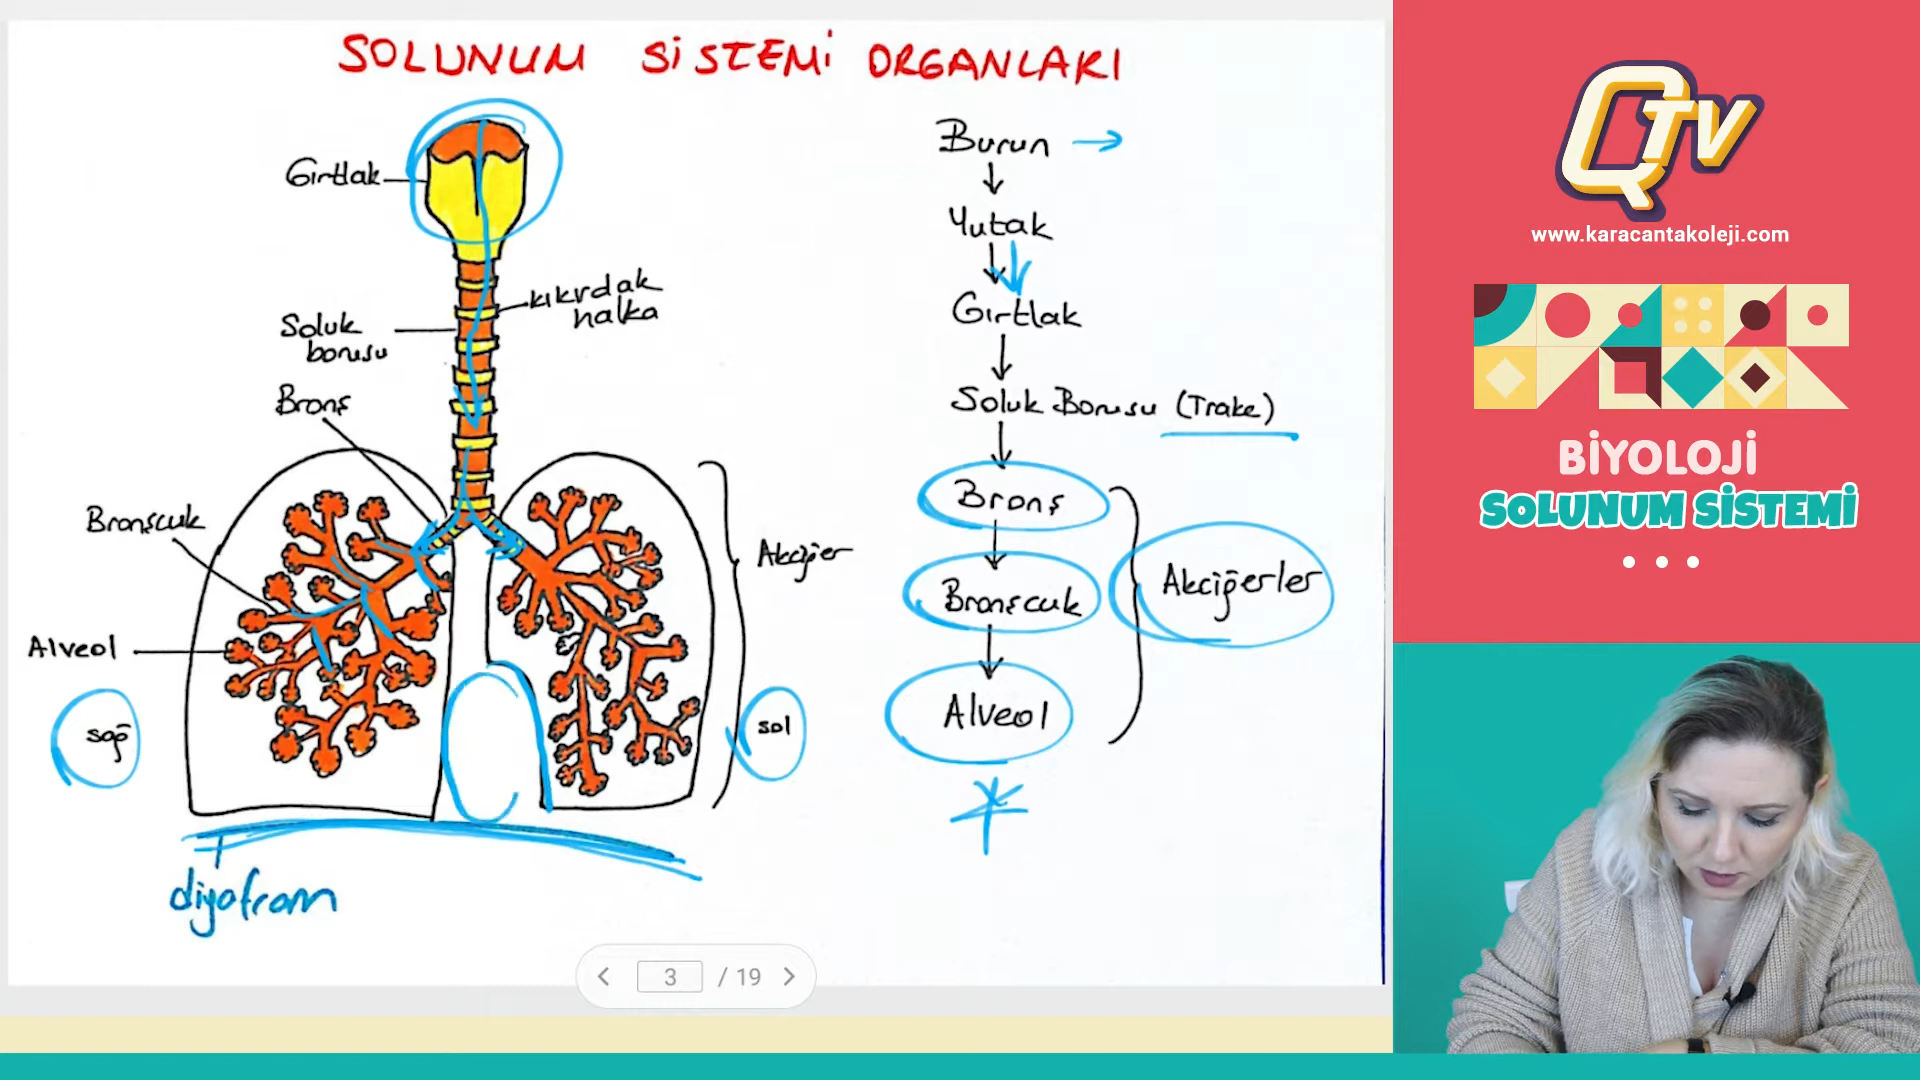 SOLUNUM SİSTEMİ ORGANLARI
Gırtlak
Soluk
borusu
kıkırdak
halka
Bronş
Bronşcuk
Alveol
Akciğer
sağ
sol
diyafram
Burun
Yutak
Gırtlak
Soluk Borusu (Trake)
Bronş
Bronşcuk
Alveol
Akciğerler
3 / 19
QTV
www.karacantakoleji.com
BİYOLOJİ
SOLUNUM SİSTEMİ